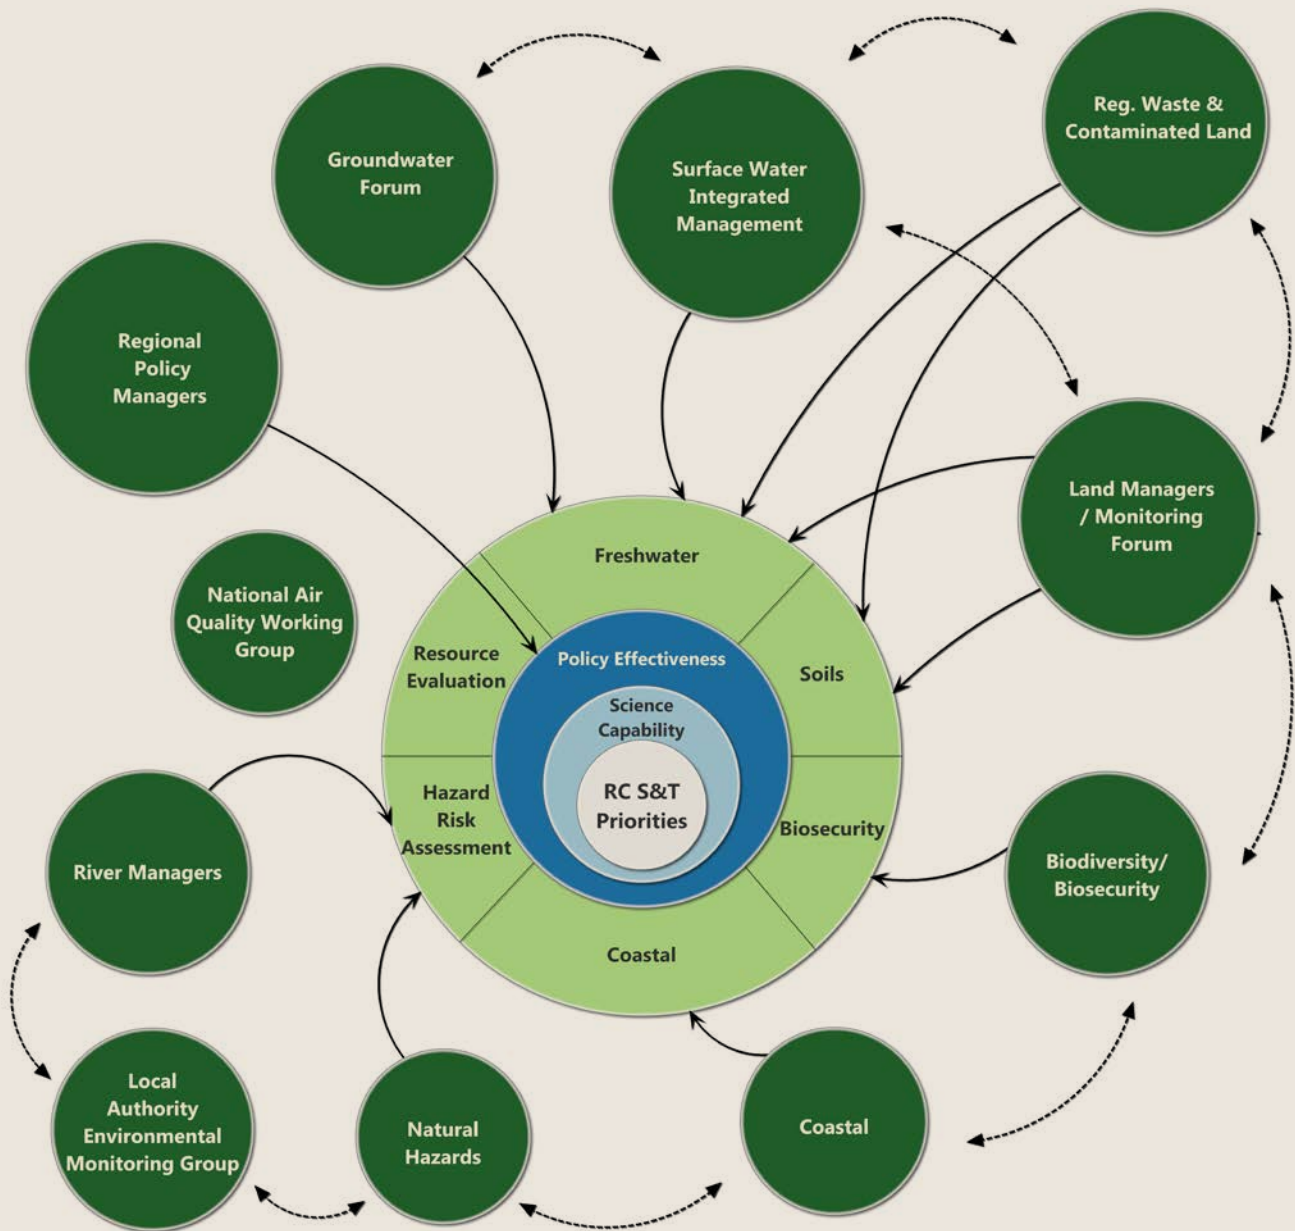 Reg. Waste &
Contaminated Land
Groundwater
Forum
Surface Water
Integrated
Management
Regional
Policy
Managers
Land Managers
/ Monitoring
Forum
National Air
Quality Working
Group
Freshwater
Resource
Evaluation
Policy Effectiveness
Soils
Science
Capability
RC S&T
Priorities
Hazard
Risk
Assessment
Biosecurity
River Managers
Biodiversity/
Biosecurity
Coastal
Local
Authority
Environmental
Monitoring Group
Natural
Hazards
Coastal